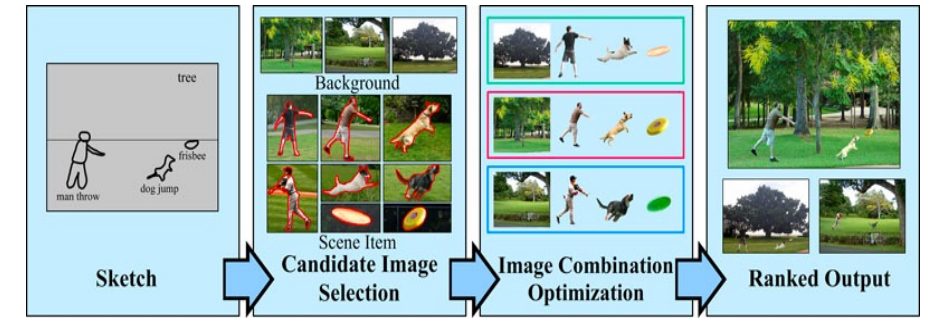 tree
frisbee
man throw
dog jump
Sketch
Background
Scene Item
Candidate Image
Selection
Image Combination
Optimization
Ranked Output